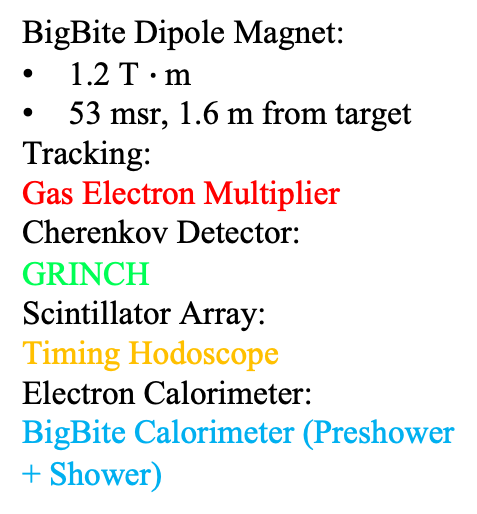 BigBite Dipole Magnet:
• 1.2 T · m
• 53 msr, 1.6 m from target
Tracking:
Gas Electron Multiplier
Cherenkov Detector:
GRINCH
Scintillator Array:
Timing Hodoscope
Electron Calorimeter:
BigBite Calorimeter (Preshower
+ Shower)